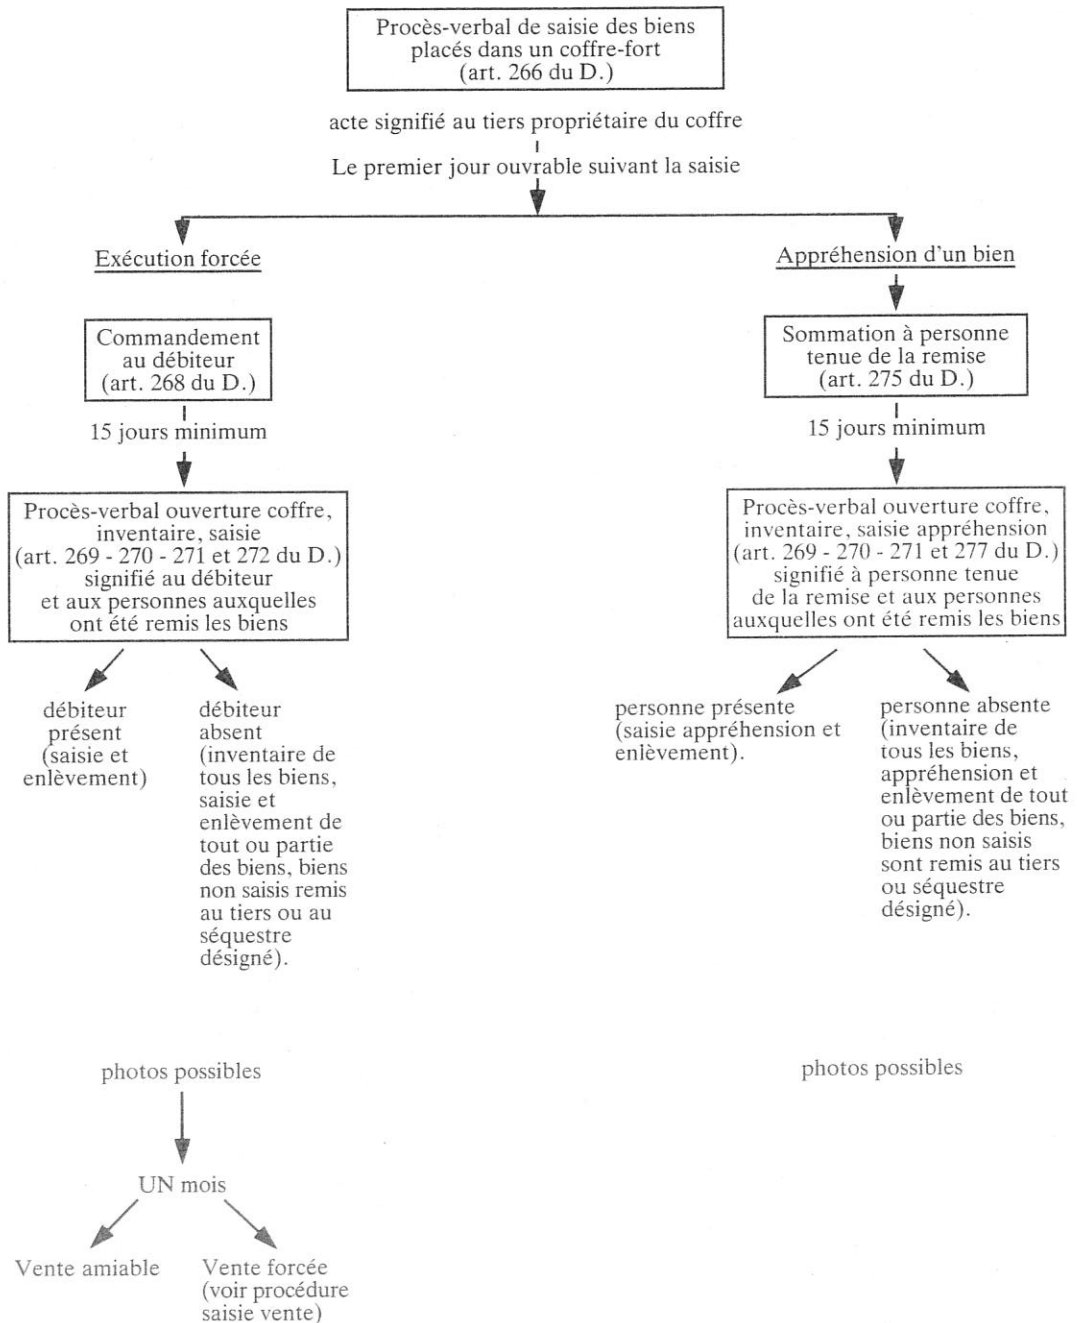 Procès-verbal de saisie des biens
placés dans un coffre-fort
(art. 266 du D.)
acte signifié au tiers propriétaire du coffre
Le premier jour ouvrable suivant la saisie
Exécution forcée
Commandement
au débiteur
(art. 268 du D.)
15 jours minimum
Procès-verbal ouverture coffre,
inventaire, saisie
(art. 269 - 270 - 271 et 272 du D.)
signifié au débiteur
et aux personnes auxquelles
ont été remis les biens
débiteur
présent
(saisie et
enlèvement)
débiteur
absent
(inventaire de
tous les biens,
saisie et
enlèvement de
tout ou partie
des biens, biens
non saisis remis
au tiers ou au
séquestre
désigné).
photos possibles
UN mois
Vente amiable
Vente forcée
(voir procédure
saisie vente)
Appréhension d'un bien
Sommation à personne
tenue de la remise
(art. 275 du D.)
15 jours minimum
Procès-verbal ouverture coffre,
inventaire, saisie appréhension
(art. 269 - 270 - 271 et 277 du D.)
signifié à personne tenue
de la remise et aux personnes
auxquelles ont été remis les biens
personne présente
(saisie appréhension et
enlèvement).
personne absente
(inventaire de
tous les biens,
appréhension et
enlèvement de tout
ou partie des biens,
biens non saisis
sont remis au tiers
ou séquestre
désigné).
photos possibles